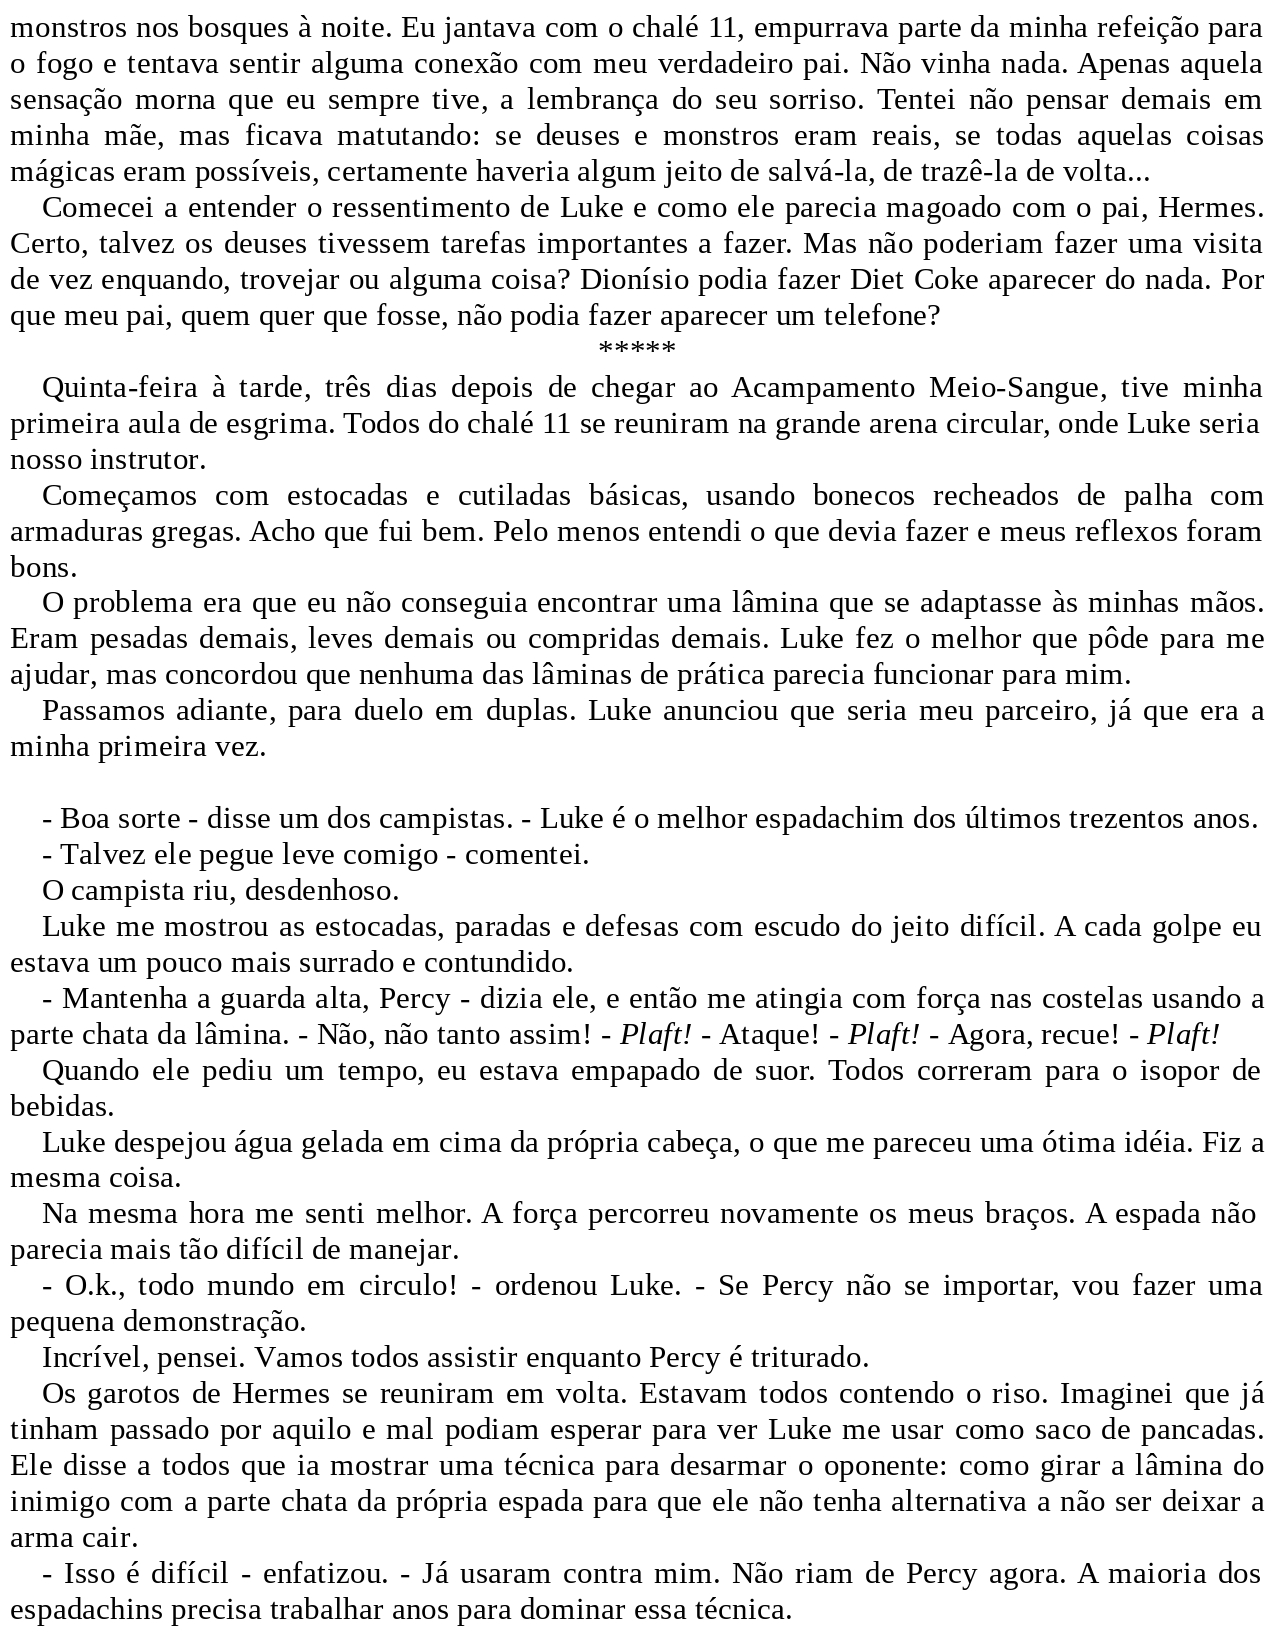 monstros nos bosques à noite. Eu jantava com o chalé 11, empurrava parte da minha refeição para
o fogo e tentava sentir alguma conexão com meu verdadeiro pai. Não vinha nada. Apenas aquela
sensação morna que eu sempre tive, a lembrança do seu sorriso. Tentei não pensar demais em
minha mãe, mas ficava matutando: se deuses e monstros eram reais, se todas aquelas coisas
mágicas eram possíveis, certamente haveria algum jeito de salvá-la, de trazê-la de volta...
Comecei a entender o ressentimento de Luke e como ele parecia magoado com o pai, Hermes.
Certo, talvez os deuses tivessem tarefas importantes a fazer. Mas não poderiam fazer uma visita
de vez enquando, trovejar ou alguma coisa? Dionísio podia fazer Diet Coke aparecer do nada. Por
que meu pai, quem quer que fosse, não podia fazer aparecer um telefone?
*****
Quinta-feira à tarde, três dias depois de chegar ao Acampamento Meio-Sangue, tive minha
primeira aula de esgrima. Todos do chalé 11 se reuniram na grande arena circular, onde Luke seria
nosso instrutor.
Começamos com estocadas e cutiladas básicas, usando bonecos recheados de palha com
armaduras gregas. Acho que fui bem. Pelo menos entendi o que devia fazer e meus reflexos foram
bons.
O problema era que eu não conseguia encontrar uma lâmina que se adaptasse às minhas mãos.
Eram pesadas demais, leves demais ou compridas demais. Luke fez o melhor que pôde para me
ajudar, mas concordou que nenhuma das lâminas de prática parecia funcionar para mim.
Passamos adiante, para duelo em duplas. Luke anunciou que seria meu parceiro, já que era a
minha primeira vez.
- Boa sorte - disse um dos campistas. - Luke é o melhor espadachim dos últimos trezentos anos.
- Talvez ele pegue leve comigo - comentei.
O campista riu, desdenhoso.
Luke me mostrou as estocadas, paradas e defesas com escudo do jeito difícil. A cada golpe eu
estava um pouco mais surrado e contundido.
- Mantenha a guarda alta, Percy - dizia ele, e então me atingia com força nas costelas usando a
parte chata da lâmina. - Não, não tanto assim! - Plaft! - Ataque! - Plaft! - Agora, recue! - Plaft!
Quando ele pediu um tempo, eu estava empapado de suor. Todos correram para o isopor de
bebidas.
Luke despejou água gelada em cima da própria cabeça, o que me pareceu uma ótima idéia. Fiz a
mesma coisa.
Na mesma hora me senti melhor. A força percorreu novamente os meus braços. A espada não
parecia mais tão difícil de manejar.
- O.k., todo mundo em circulo! - ordenou Luke. - Se Percy não se importar, vou fazer uma
pequena demonstração.
Incrível, pensei. Vamos todos assistir enquanto Percy é triturado.
Os garotos de Hermes se reuniram em volta. Estavam todos contendo o riso. Imaginei que já
tinham passado por aquilo e mal podiam esperar para ver Luke me usar como saco de pancadas.
Ele disse a todos que ia mostrar uma técnica para desarmar o oponente: como girar a lâmina do
inimigo com a parte chata da própria espada para que ele não tenha alternativa a não ser deixar a
arma cair.
- Isso é difícil - enfatizou. - Já usaram contra mim. Não riam de Percy agora. A maioria dos
espadachins precisa trabalhar anos para dominar essa técnica.